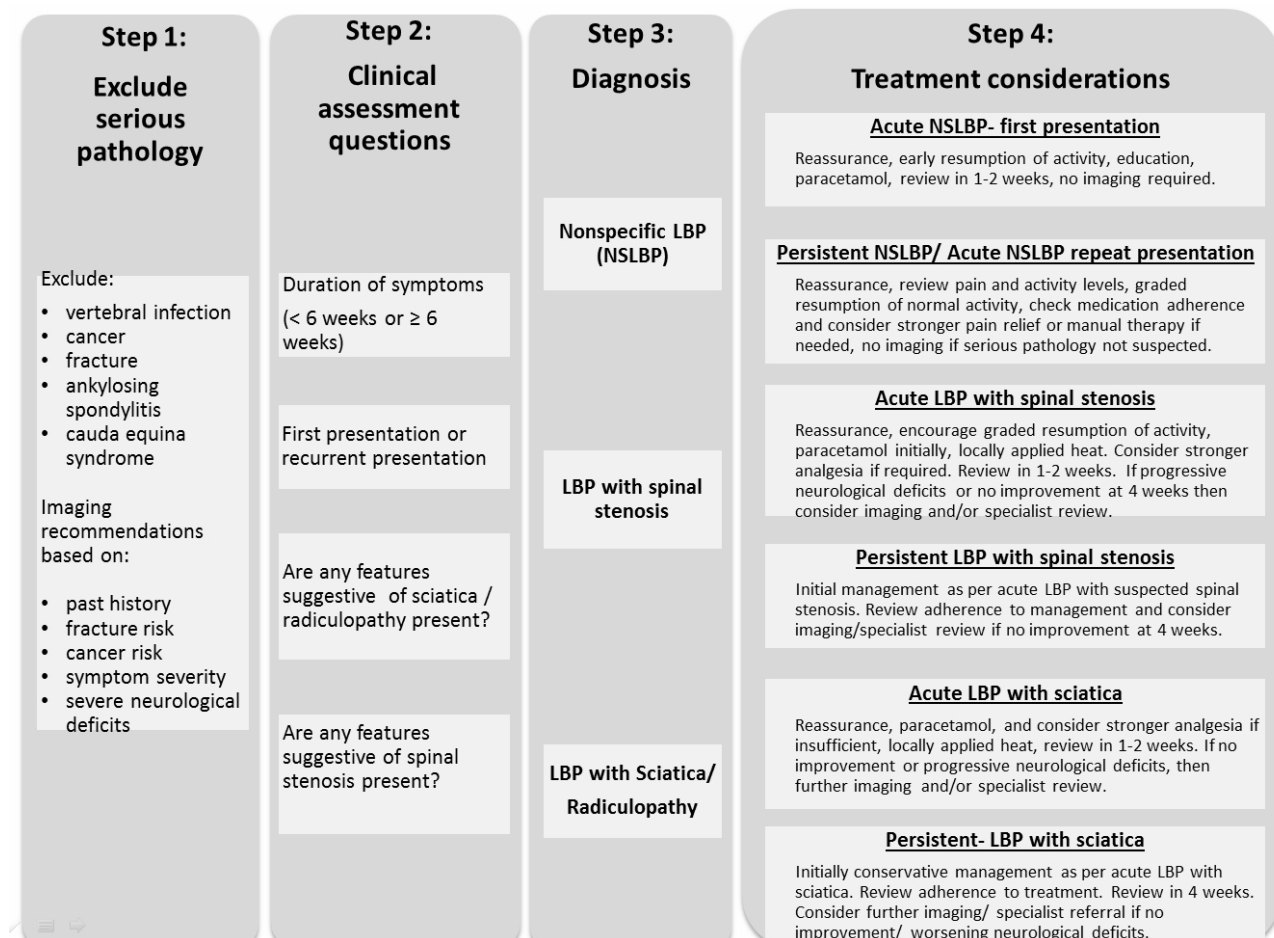 Step 1:
Exclude
serious
pathology
Exclude:
• vertebral infection
• cancer
• fracture
• ankylosing
spondylitis
• cauda equina
syndrome
Imaging
recommendations
based on:
• past history
• fracture risk
• cancer risk
• symptom severity
• severe neurological
deficits
Step 2:
Clinical
assessment
questions
Duration of symptoms
(< 6 weeks or ≥ 6
weeks)
First presentation or
recurrent presentation
Are any features
suggestive of sciatica /
radiculopathy present?
Are any features
suggestive of spinal
stenosis present?
Step 3:
Diagnosis
Nonspecific LBP
(NSLBP)
LBP with spinal
stenosis
LBP with Sciatica/
Radiculopathy
Step 4:
Treatment considerations
Acute NSLBP- first presentation
Reassurance, early resumption of activity, education,
paracetamol, review in 1-2 weeks, no imaging required.
Persistent NSLBP/ Acute NSLBP repeat presentation
Reassurance, review pain and activity levels, graded
resumption of normal activity, check medication adherence
and consider stronger pain relief or manual therapy if
needed, no imaging if serious pathology not suspected.
Acute LBP with spinal stenosis
Reassurance, encourage graded resumption of activity,
paracetamol initially, locally applied heat. Consider stronger
analgesia if required. Review in 1-2 weeks. If progressive
neurological deficits or no improvement at 4 weeks then
consider imaging and/or specialist review.
Persistent LBP with spinal stenosis
Initial management as per acute LBP with suspected spinal
stenosis. Review adherence to management and consider
imaging/specialist review if no improvement at 4 weeks.
Acute LBP with sciatica
Reassurance, paracetamol, and consider stronger analgesia if
insufficient, locally applied heat, review in 1-2 weeks. If no
improvement or progressive neurological deficits, then
further imaging and/or specialist review.
Persistent- LBP with sciatica
Initially conservative management as per acute LBP with
sciatica. Review adherence to treatment. Review in 4 weeks.
Consider further imaging/ specialist referral if no
improvement/ worsening neurological deficits.